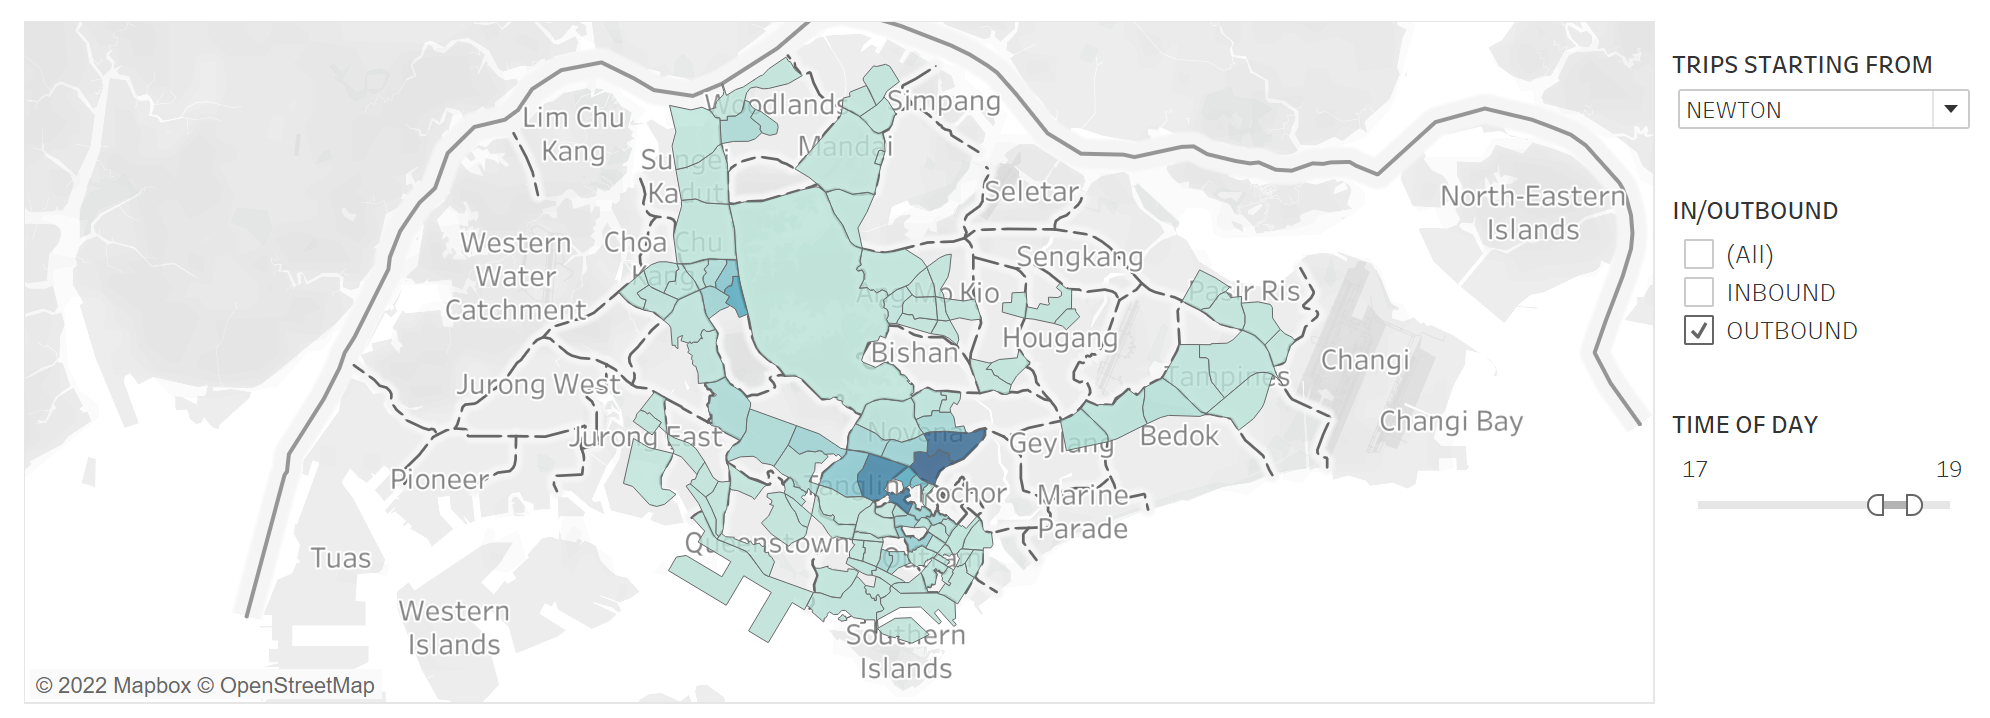 Lim Chu
Kang
Woodlands
Simpang
Mandai
Sungei
Kadut
Seletar
North-Eastern
Islands
Western
Water
Catchment
Choa Chu
Kang
Sengkang
Ang Mo Kio
Pasir Ris
Hougang
Bishan
Changi
Jurong West
Tampines
Changi Bay
Novena
Jurong East
Geylang
Bedok
Pioneer
Tanglin
Rochor
Marine
Parade
Queenstown
Outram
Tuas
Western
Islands
Southern
Islands
© 2022 Mapbox © OpenStreetMap
TRIPS STARTING FROM
NEWTON
IN/OUTBOUND
(All)
INBOUND
OUTBOUND
TIME OF DAY
17 19